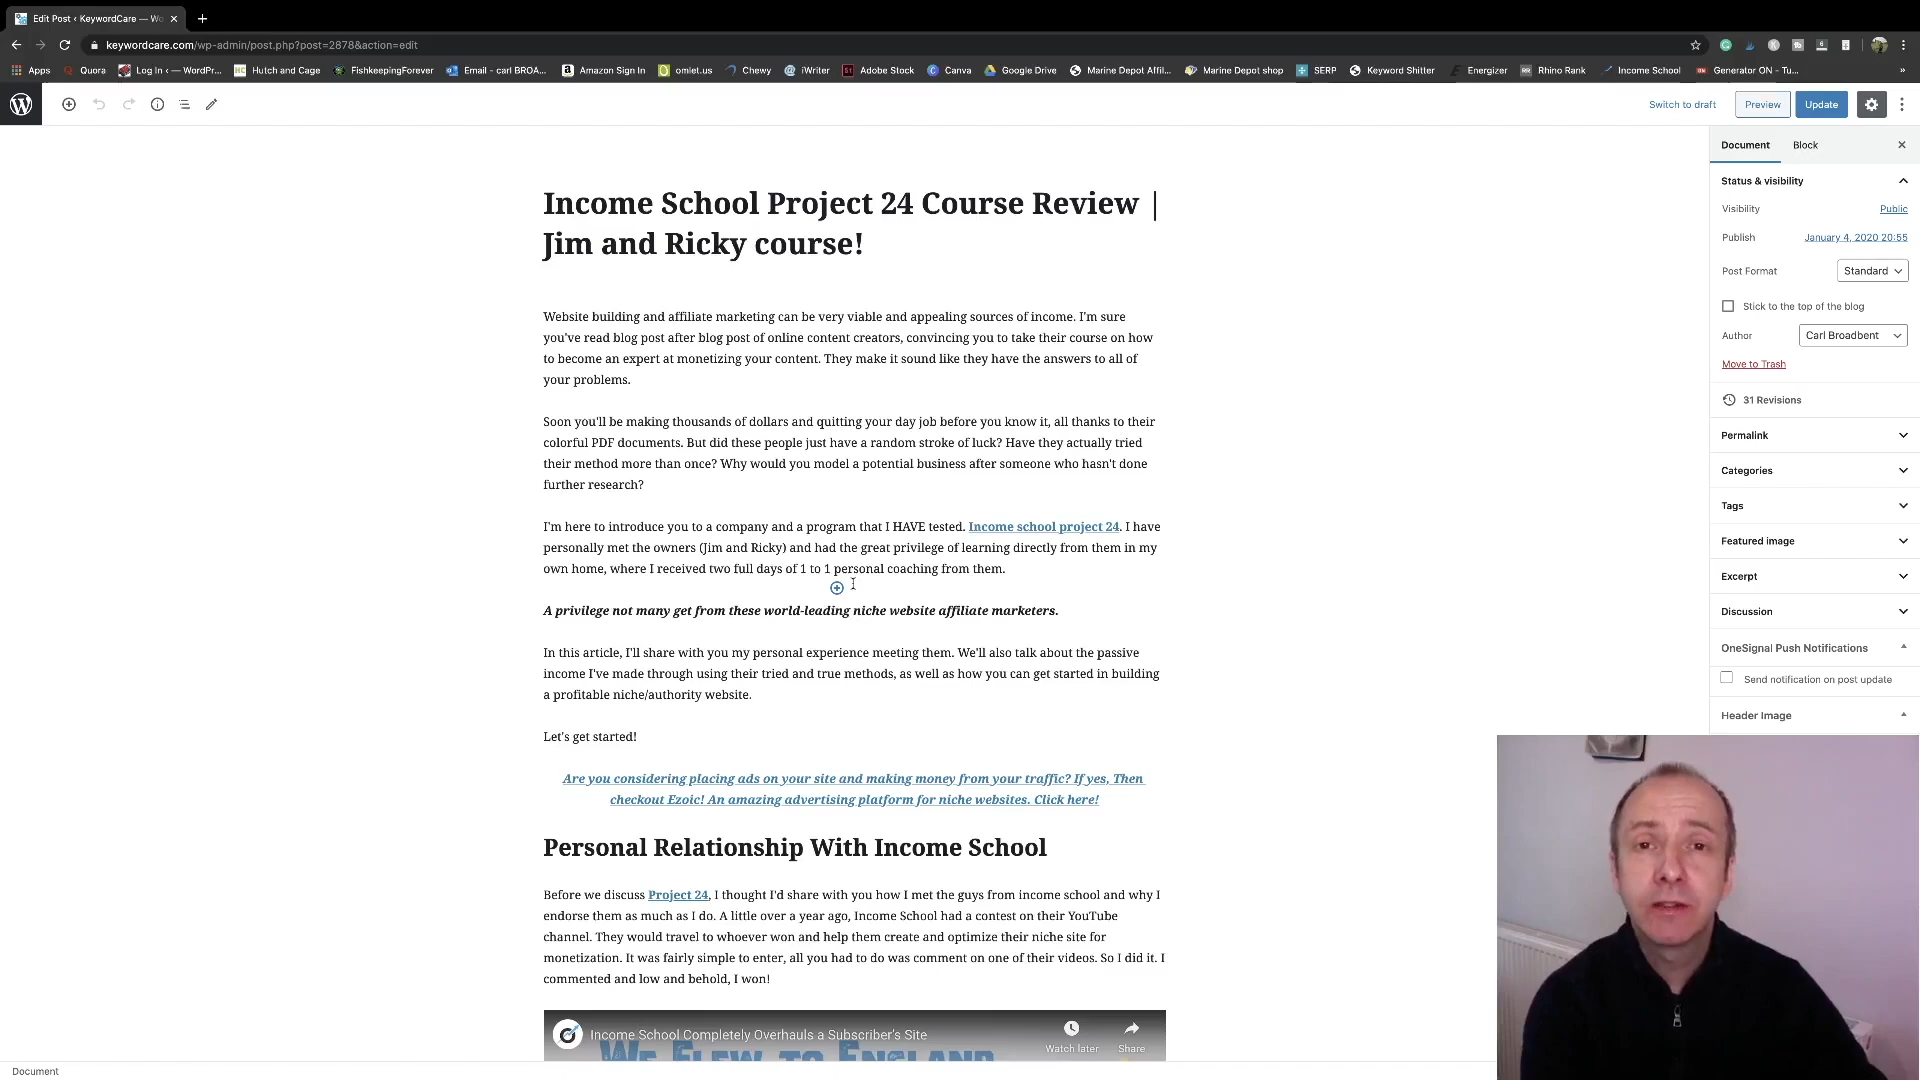 Edit Post ‹ KeywordCare — Wo
keywordcare.com/wp-admin/post.php?post=2878&action=edit
Apps
Quora
Log In ‹ — WordPr...
Hutch and Cage
FishkeepingForever
Email - carl BROA...
Amazon Sign In
omlet.us
Chewy
iWriter
Adobe Stock
Canva
Google Drive
Marine Depot Affil...
Marine Depot shop
SERP
Keyword Shitter
Energizer
Rhino Rank
Income School
Generator ON - Tu...
»
Switch to draft
Preview
Update
Income School Project 24 Course Review |
Jim and Ricky course!
Website building and affiliate marketing can be very viable and appealing sources of income. I'm sure
you've read blog post after blog post of online content creators, convincing you to take their course on how
to become an expert at monetizing your content. They make it sound like they have the answers to all of
your problems.
Soon you'll be making thousands of dollars and quitting your day job before you know it, all thanks to their
colorful PDF documents. But did these people just have a random stroke of luck? Have they actually tried
their method more than once? Why would you model a potential business after someone who hasn't done
further research?
I'm here to introduce you to a company and a program that I HAVE tested. Income school project 24. I have
personally met the owners (Jim and Ricky) and had the great privilege of learning directly from them in my
own home, where I received two full days of 1 to 1 personal coaching from them.
A privilege not many get from these world-leading niche website affiliate marketers.
In this article, I'll share with you my personal experience meeting them. We'll also talk about the passive
income I've made through using their tried and true methods, as well as how you can get started in building
a profitable niche/authority website.
Let's get started!
Are you considering placing ads on your site and making money from your traffic? If yes, Then
checkout Ezoic! An amazing advertising platform for niche websites. Click here!
Personal Relationship With Income School
Before we discuss Project 24, I thought I'd share with you how I met the guys from income school and why I
endorse them as much as I do. A little over a year ago, Income School had a contest on their YouTube
channel. They would travel to whoever won and help them create and optimize their niche site for
monetization. It was fairly simple to enter, all you had to do was comment on one of their videos. So I did it. I
commented and low and behold, I won!
Income School Completely Overhauls a Subscriber's Site
Watch later
Share
WE FLEW TO ENGLAND
Document
Document
Block
Status & visibility
Visibility
Public
Publish
January 4, 2020 20:55
Post Format
Standard
Stick to the top of the blog
Author
Carl Broadbent
Move to Trash
31 Revisions
Permalink
Categories
Tags
Featured image
Excerpt
Discussion
OneSignal Push Notifications
Send notification on post update
Header Image